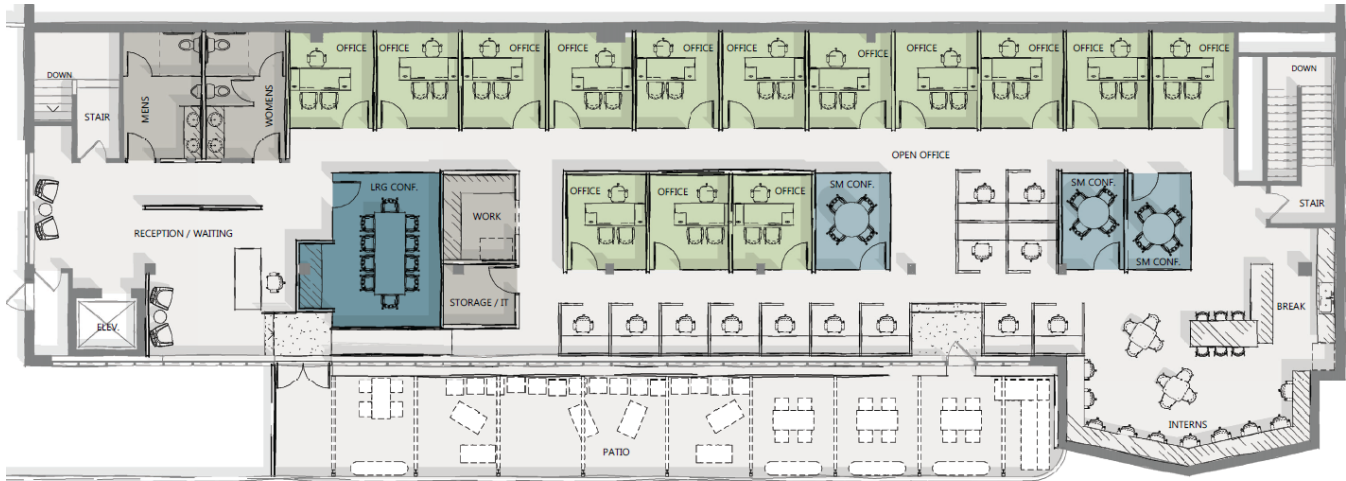 OFFICE
OFFICE
OFFICE
OFFICE
OFFICE
OFFICE
OFFICE
OFFICE
OFFICE
OFFICE
OFFICE
DOWN
DOWN
STAIR
MENS
WOMENS
OPEN OFFICE
LRG CONF.
OFFICE
OFFICE
OFFICE
SM CONF.
SM CONF.
STAIR
WORK
RECEPTION / WAITING
SM CONF.
STORAGE / IT
BREAK
ELEV.
INTERNS
PATIO